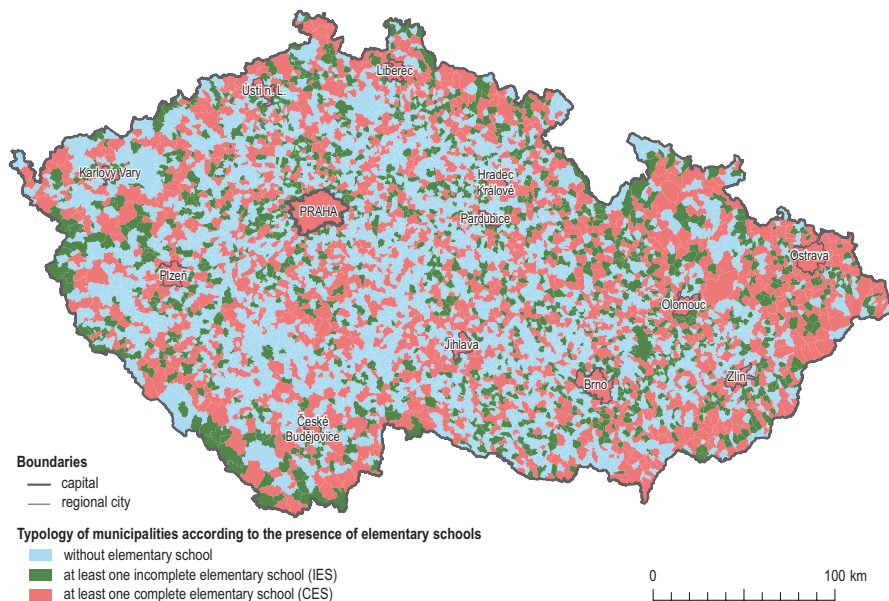 Liberec
Ústí n. L.
Karlovy Vary
Hradec
Králové
PRAHA
Pardubice
Ostrava
Plzeň
Olomouc
Jihlava
Zlín
Brno
České
Budějovice
Boundaries
capital
regional city
Typology of municipalities according to the presence of elementary schools
without elementary school
at least one incomplete elementary school (IES)
at least one complete elementary school (CES)
0 100 km